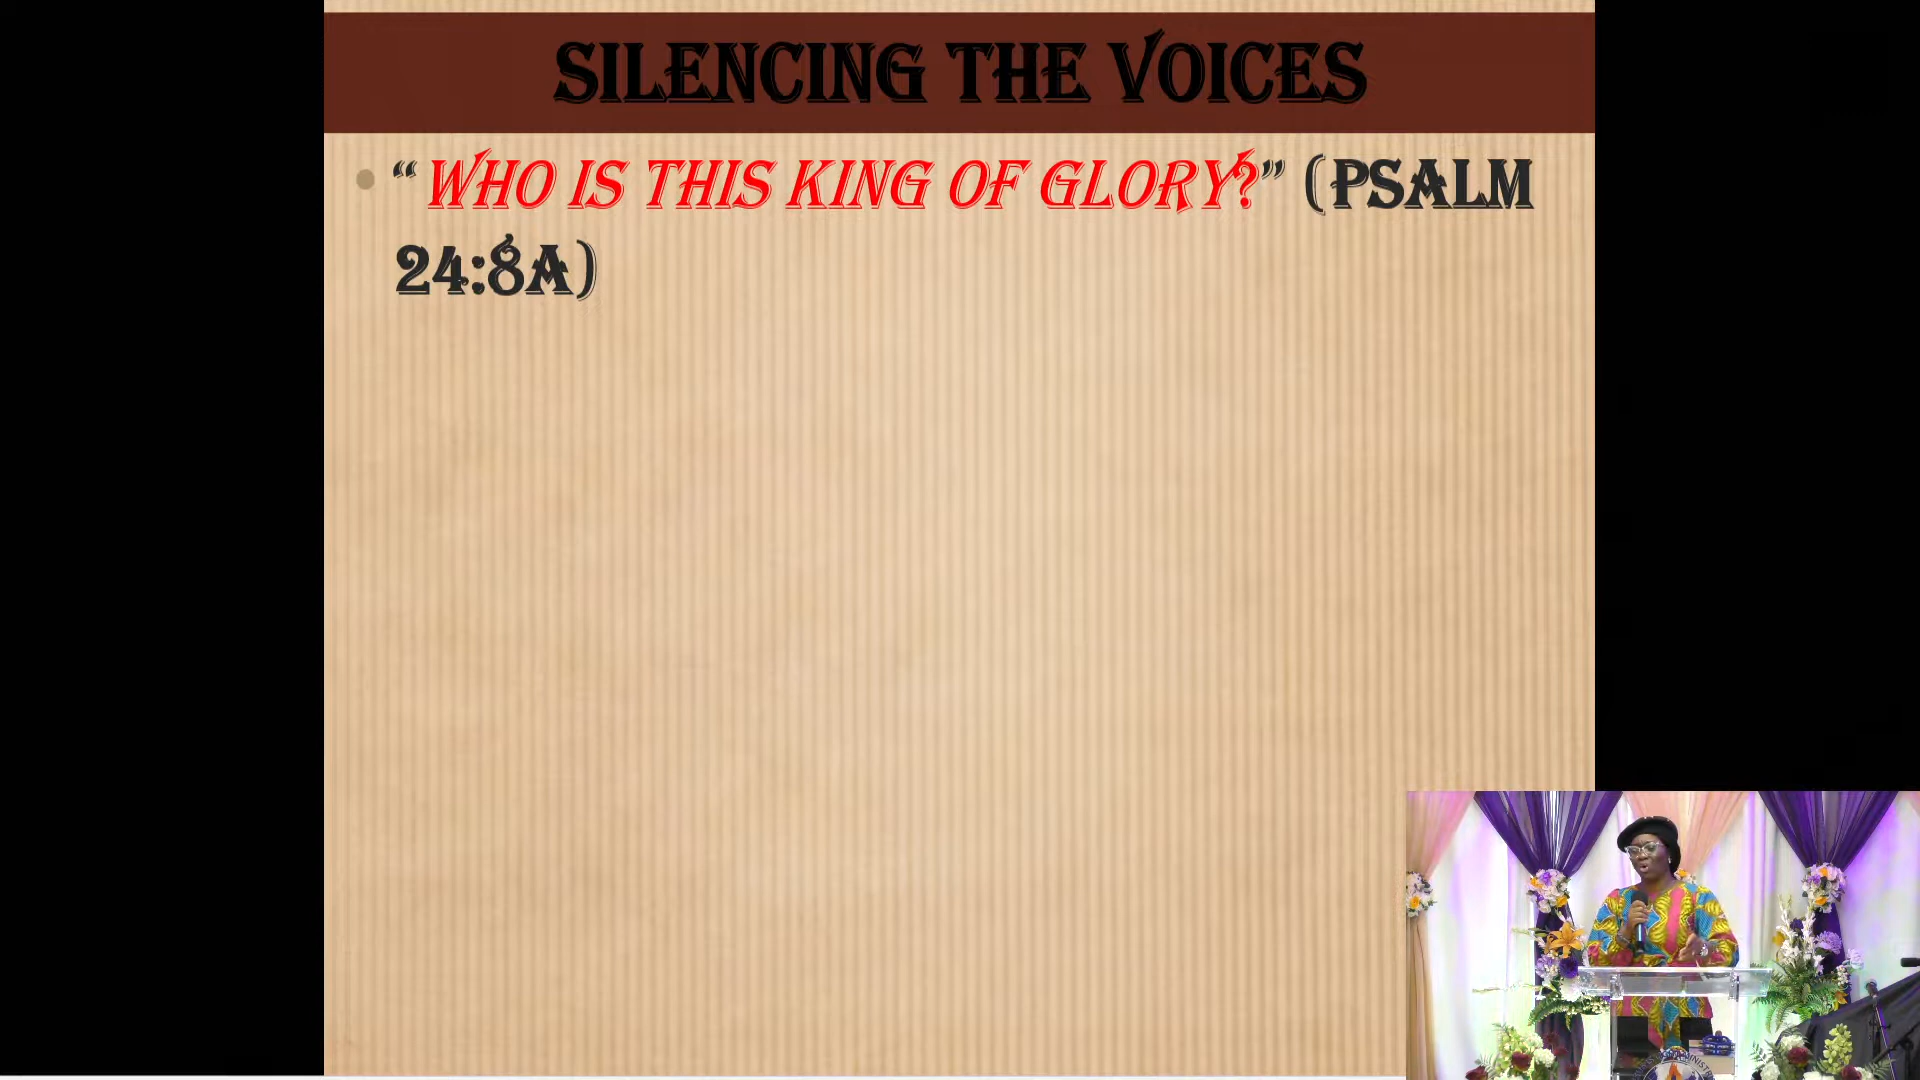 SILENCING THE VOICES
• “WHO IS THIS KING OF GLORY?” (PSALM
24:8A)